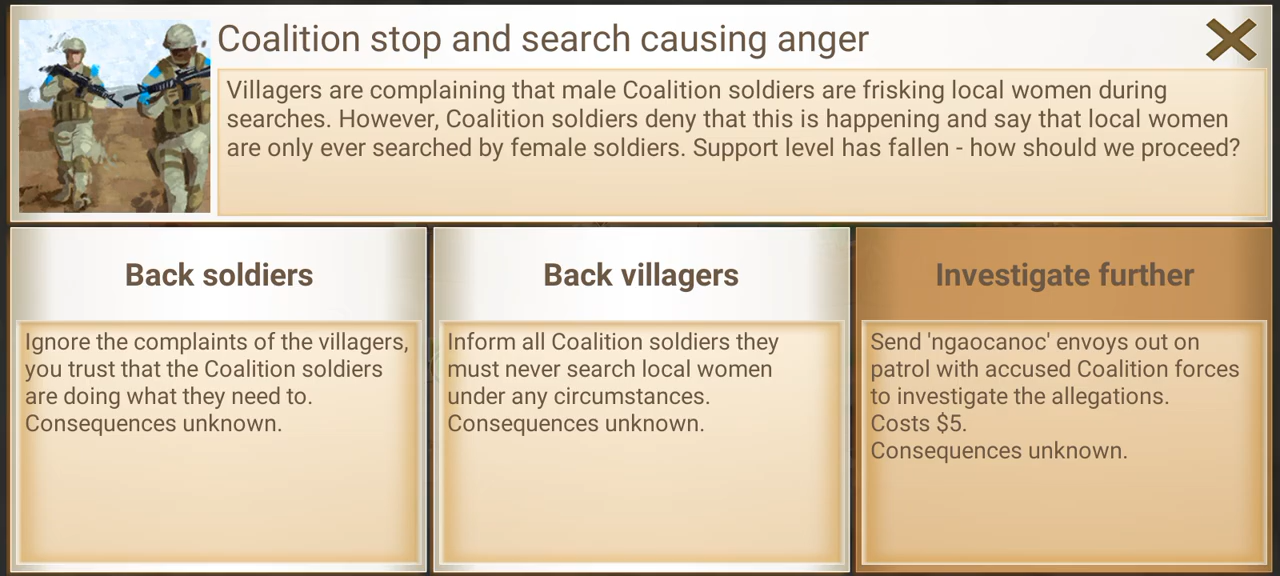 Coalition stop and search causing anger
Villagers are complaining that male Coalition soldiers are frisking local women during
searches. However, Coalition soldiers deny that this is happening and say that local women
are only ever searched by female soldiers. Support level has fallen - how should we proceed?
Back soldiers
Ignore the complaints of the villagers,
you trust that the Coalition soldiers
are doing what they need to.
Consequences unknown.
Back villagers
Inform all Coalition soldiers they
must never search local women
under any circumstances.
Consequences unknown.
Investigate further
Send 'ngaocanoc' envoys out on
patrol with accused Coalition forces
to investigate the allegations.
Costs $5.
Consequences unknown.